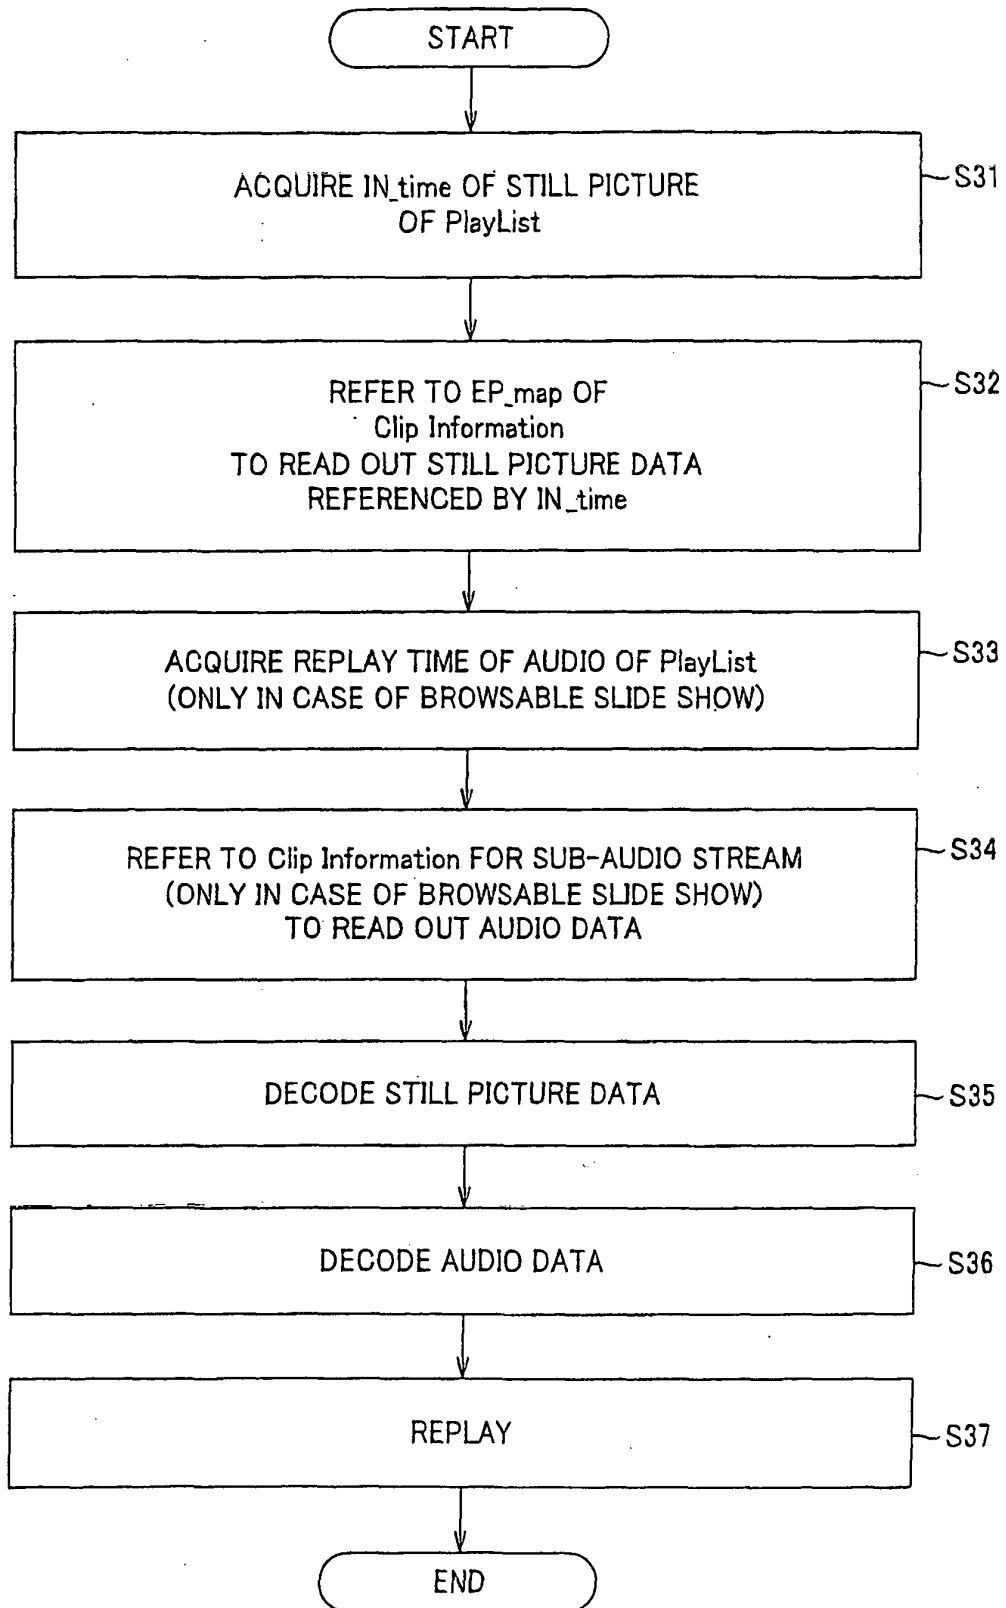 START
ACQUIRE IN_time OF STILL PICTURE
OF PlayList
S31
REFER TO EP_map OF
Clip Information
TO READ OUT STILL PICTURE DATA
REFERENCED BY IN_time
S32
ACQUIRE REPLAY TIME OF AUDIO OF PlayList
(ONLY IN CASE OF BROWSABLE SLIDE SHOW)
S33
REFER TO Clip Information FOR SUB-AUDIO STREAM
(ONLY IN CASE OF BROWSABLE SLIDE SHOW)
TO READ OUT AUDIO DATA
S34
DECODE STILL PICTURE DATA
S35
DECODE AUDIO DATA
S36
REPLAY
S37
END